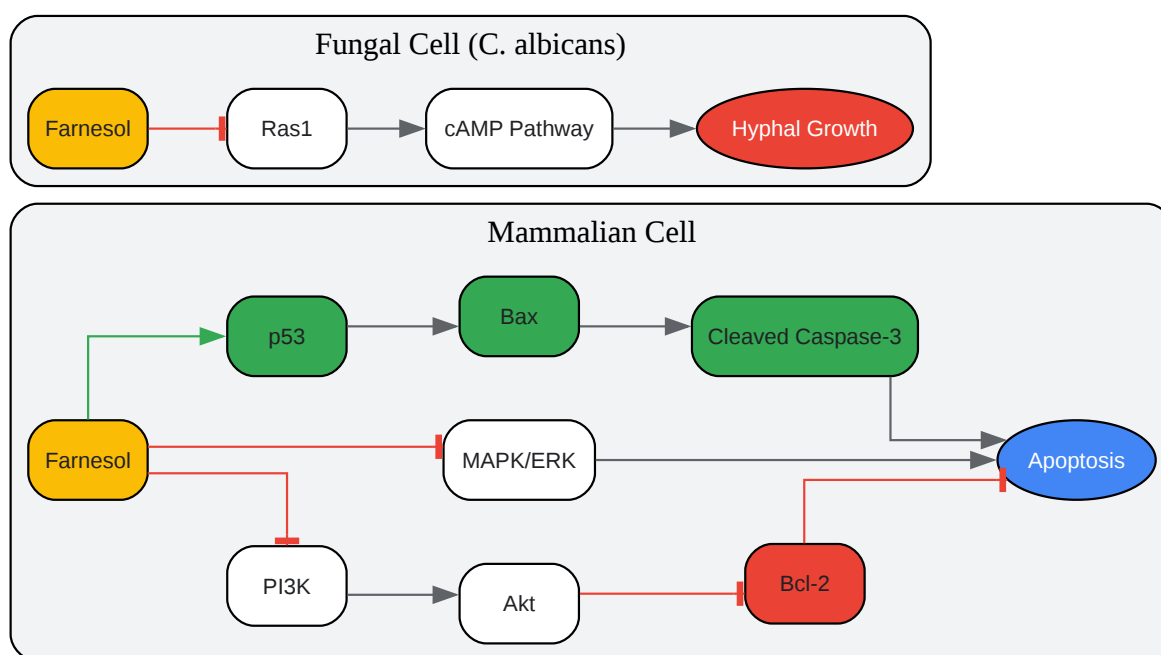 Fungal Cell (C. albicans)
Farnesol
Ras1
cAMP Pathway
Hyphal Growth
Mammalian Cell
p53
Bax
Cleaved Caspase-3
Farnesol
MAPK/ERK
Apoptosis
PI3K
Akt
Bcl-2